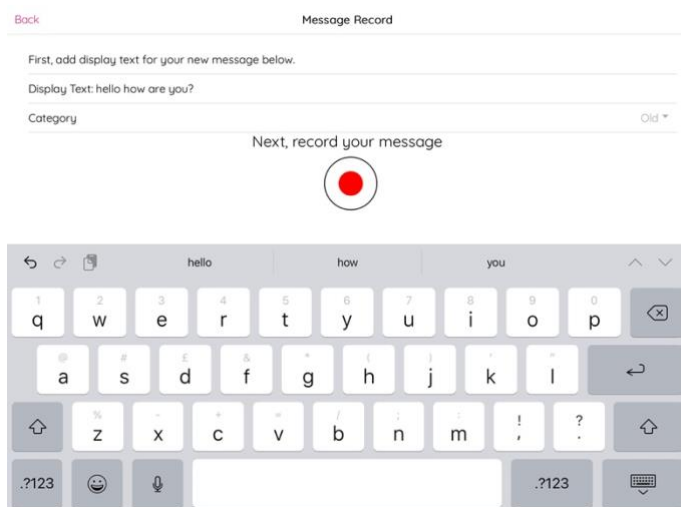 Back Message Record
First, add display text for your new message below.
Display Text: hello how are you?
Category Old
Next, record your message
hello how you
1 2 3 4 5 6 7 8 9 0
q w e r t y u i o p
@ # £ & * ( ) ' "
a s d f g h j k l
% - + = / ; : ! ?
z x c v b n m , .
.?123 .?123